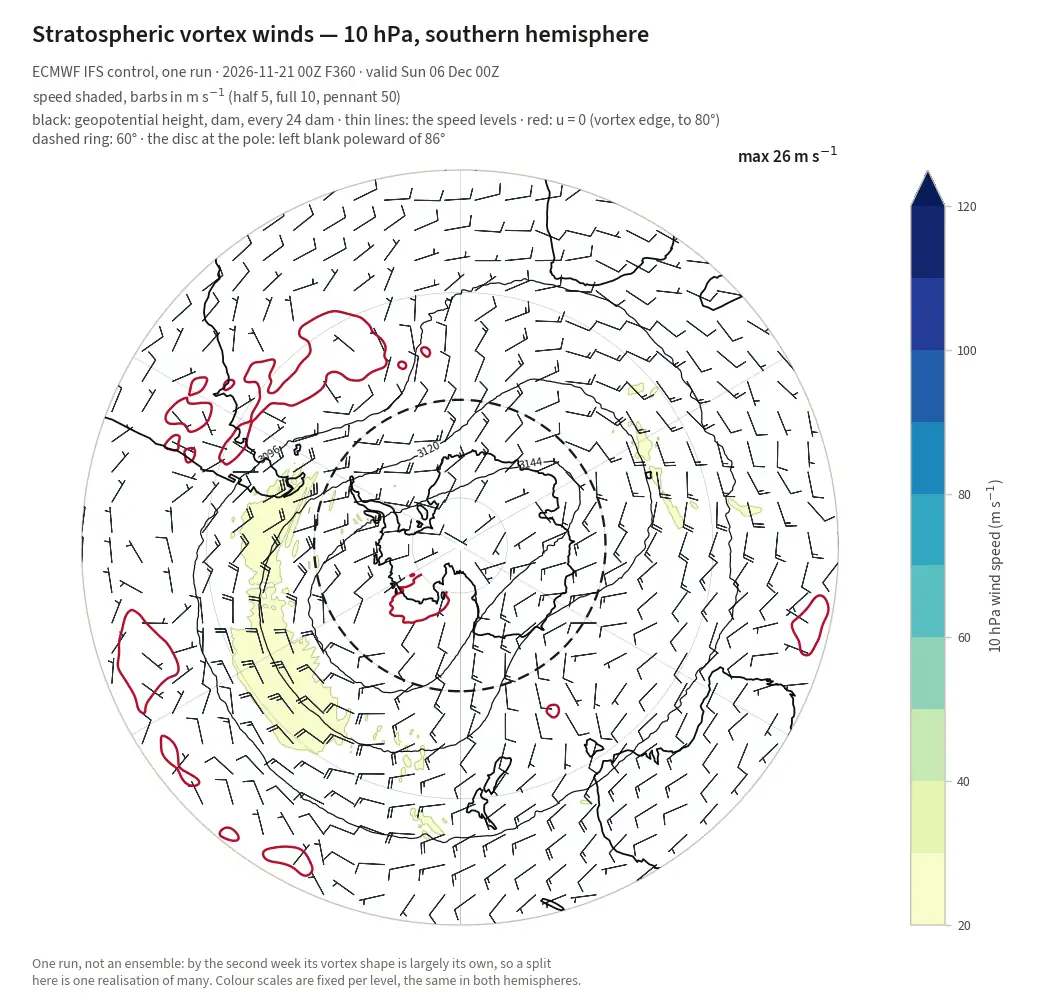 Stratospheric vortex winds — 10 hPa, southern hemisphere
ECMWF IFS control, one run · 2026-11-21 00Z F360 · valid Sun 06 Dec 00Z
speed shaded, barbs in m s⁻¹ (half 5, full 10, pennant 50)
black: geopotential height, dam, every 24 dam · thin lines: the speed levels · red: u = 0 (vortex edge, to 80°)
dashed ring: 60° · the disc at the pole: left blank poleward of 86°
max 26 m s⁻¹
120
100
80
60
40
20
10 hPa wind speed (m s⁻¹)
3096
3120
3144
One run, not an ensemble: by the second week its vortex shape is largely its own, so a split
here is one realisation of many. Colour scales are fixed per level, the same in both hemispheres.